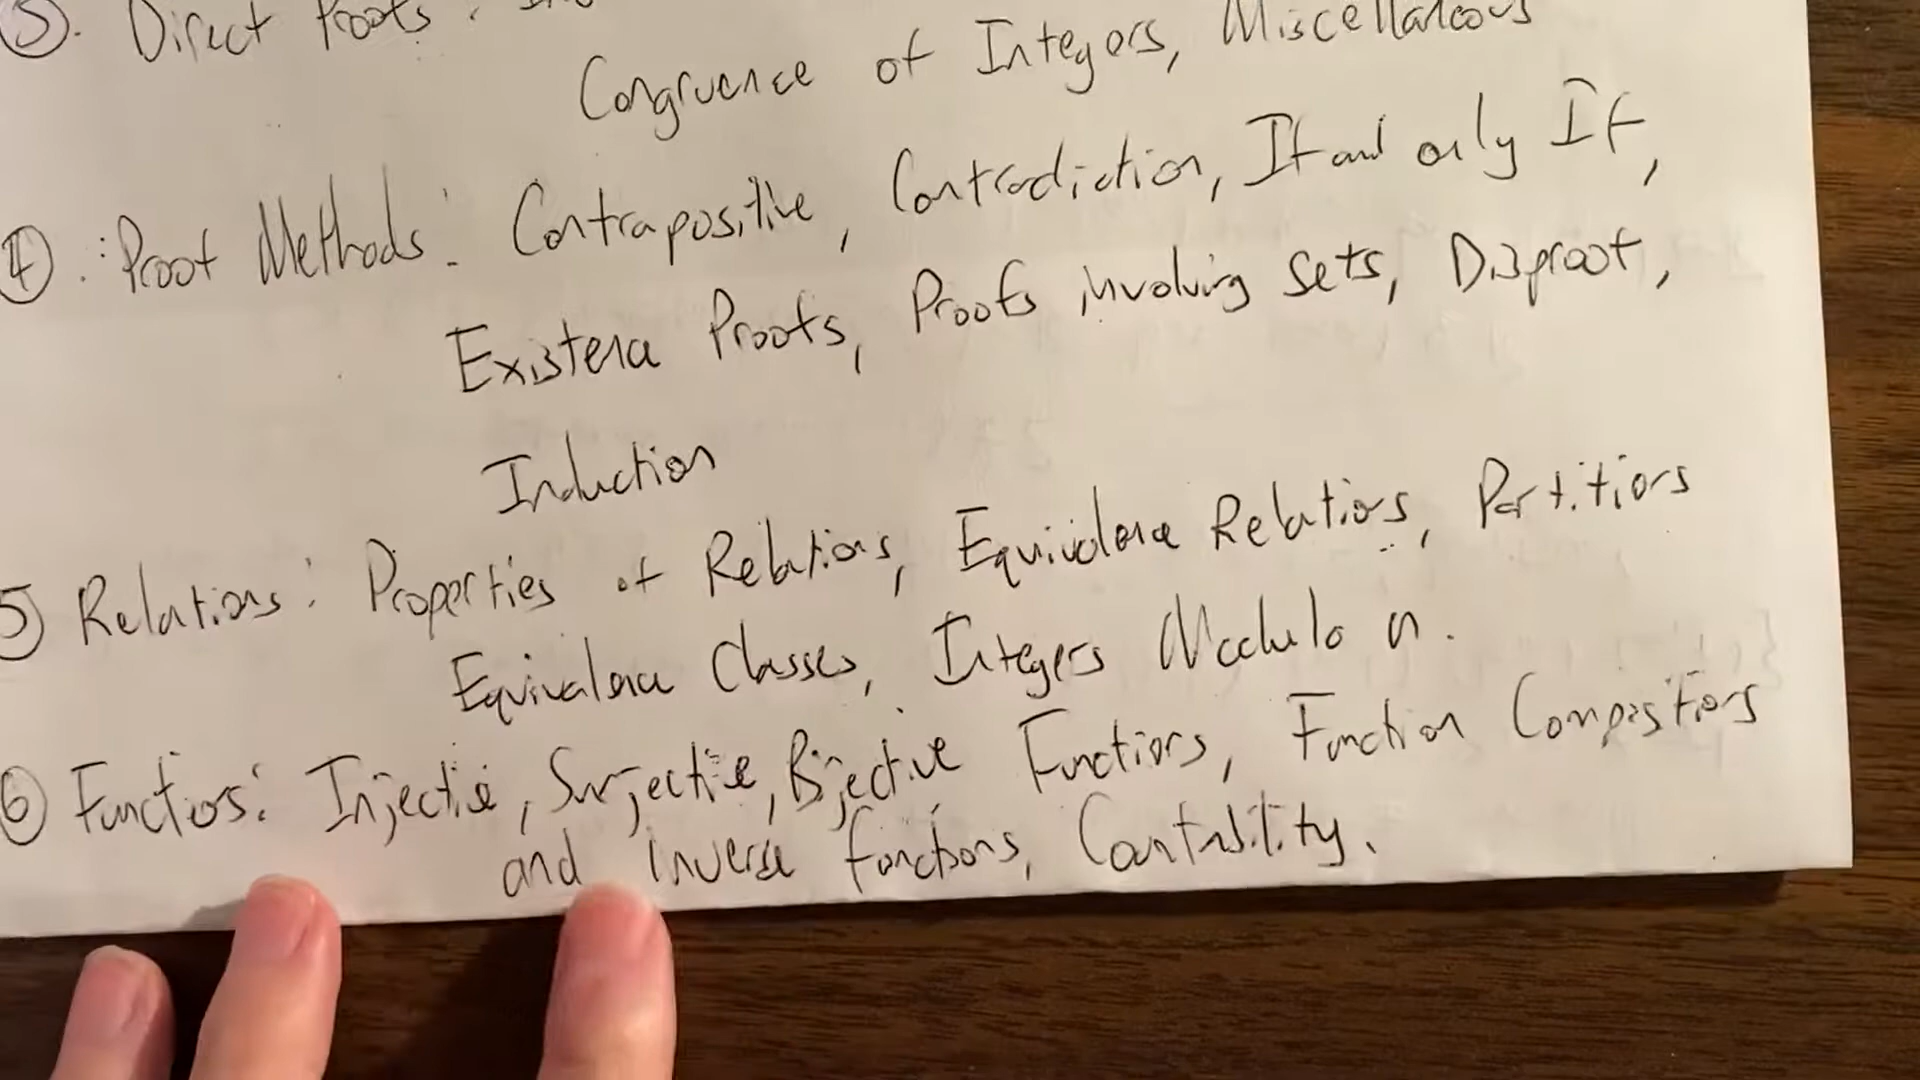 ③. Direct Proofs:
Congruence of Integers, Miscellaneous
④.: Proof Methods: Contrapositive, Contradiction, If and only If,
Existence Proofs, Proofs involving Sets, Disproof,
Induction
⑤ Relations: Properties of Relations, Equivalence Relations, Partitions
Equivalence Classes, Integers Modulo n.
⑥ Functions: Injective, Surjective, Bijective Functions, Function Compositions
and inverse functions, Countability.